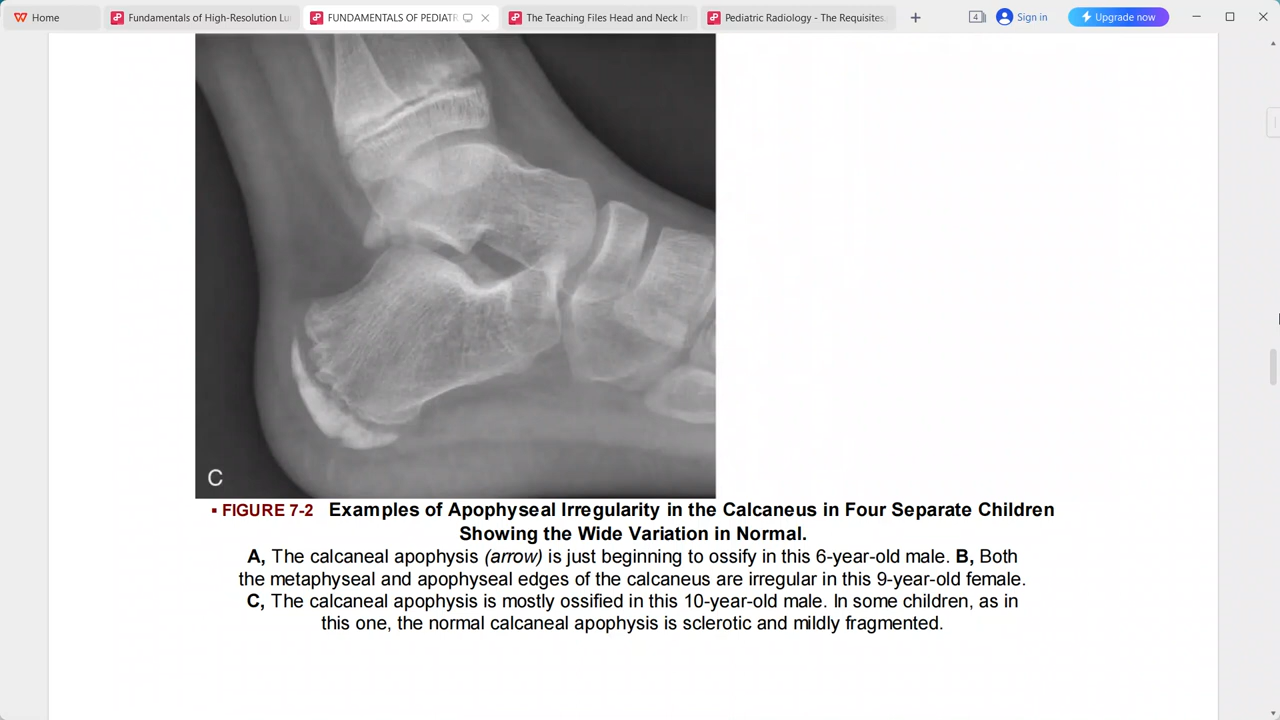 Home
Fundamentals of High-Resolution Lu
FUNDAMENTALS OF PEDIATR
The Teaching Files Head and Neck Im
Pediatric Radiology - The Requisites.
4
Sign in
Upgrade now
C
▪ FIGURE 7-2 Examples of Apophyseal Irregularity in the Calcaneus in Four Separate Children
Showing the Wide Variation in Normal.
A, The calcaneal apophysis (arrow) is just beginning to ossify in this 6-year-old male. B, Both
the metaphyseal and apophyseal edges of the calcaneus are irregular in this 9-year-old female.
C, The calcaneal apophysis is mostly ossified in this 10-year-old male. In some children, as in
this one, the normal calcaneal apophysis is sclerotic and mildly fragmented.